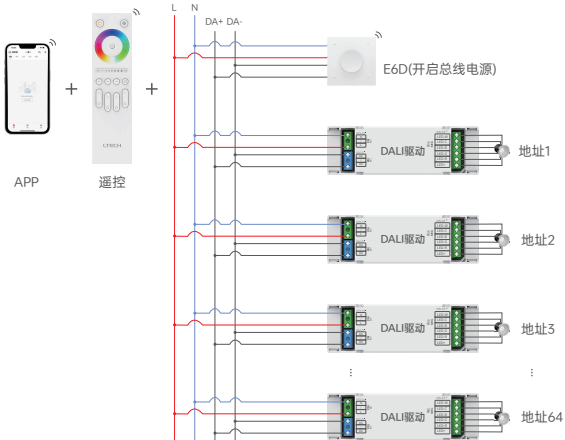 L N
DA+ DA-
E6D(开启总线电源)
+ +
LTECH
DALI驱动
地址1
APP 遥控
DALI驱动
地址2
DALI驱动
地址3
... ...
DALI驱动
地址64